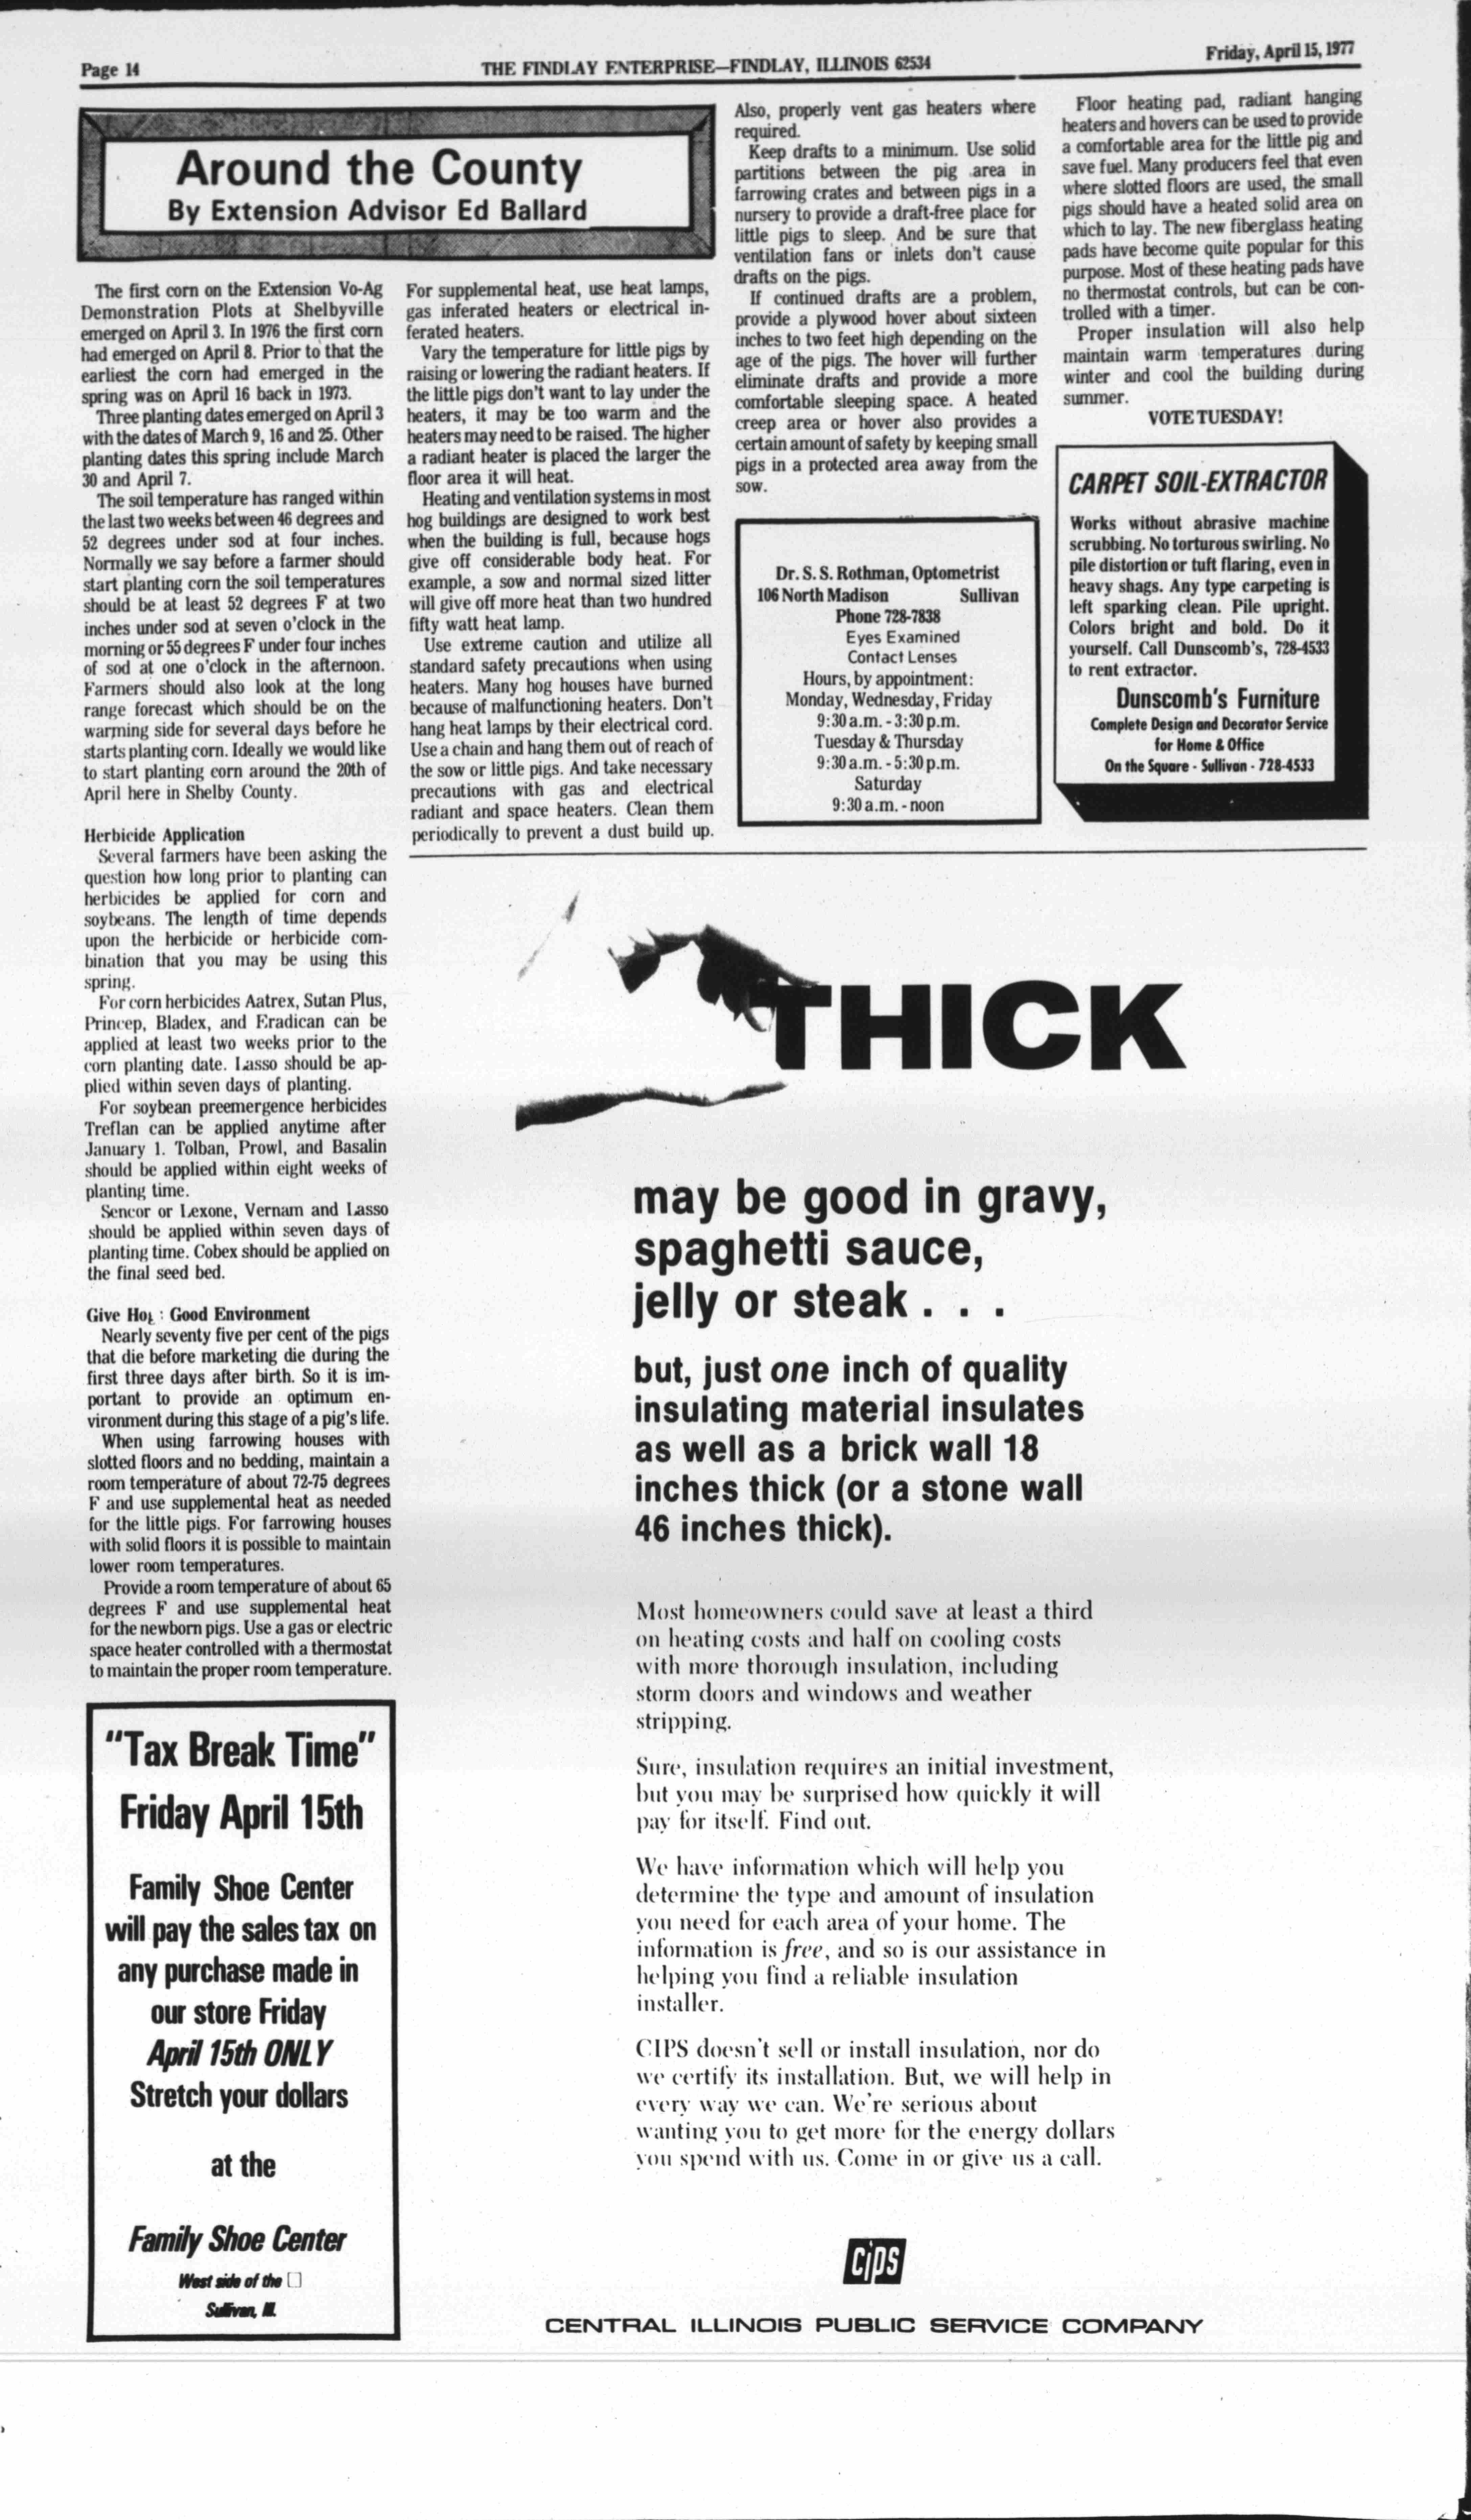 Page 14
THE FINDLAY ENTERPRISE—FINDLAY, ILLINOIS 62534
Friday, April 15, 1977
Around the County
By Extension Advisor Ed Ballard
The first corn on the Extension Vo-Ag
Demonstration Plots at Shelbyville
emerged on April 3. In 1976 the first corn
had emerged on April 8. Prior to that the
earliest the corn had emerged in the
spring was on April 16 back in 1973.
Three planting dates emerged on April 3
with the dates of March 9, 16 and 25. Other
planting dates this spring include March
30 and April 7.
The soil temperature has ranged within
the last two weeks between 46 degrees and
52 degrees under sod at four inches.
Normally we say before a farmer should
start planting corn the soil temperatures
should be at least 52 degrees F at two
inches under sod at seven o'clock in the
morning or 55 degrees F under four inches
of sod at one o'clock in the afternoon.
Farmers should also look at the long
range forecast which should be on the
warming side for several days before he
starts planting corn. Ideally we would like
to start planting corn around the 20th of
April here in Shelby County.
Herbicide Application
Several farmers have been asking the
question how long prior to planting can
herbicides be applied for corn and
soybeans. The length of time depends
upon the herbicide or herbicide com-
bination that you may be using this
spring.
For corn herbicides Aatrex, Sutan Plus,
Princep, Bladex, and Eradican can be
applied at least two weeks prior to the
corn planting date. Lasso should be ap-
plied within seven days of planting.
For soybean preemergence herbicides
Treflan can be applied anytime after
January 1. Tolban, Prowl, and Basalin
should be applied within eight weeks of
planting time.
Sencor or Lexone, Vernam and Lasso
should be applied within seven days of
planting time. Cobex should be applied on
the final seed bed.
Give Good Environment
Nearly seventy five per cent of the pigs
that die before marketing die during the
first three days after birth. So it is im-
portant to provide an optimum en-
vironment during this stage of a pig's life.
When using farrowing houses with
slotted floors and no bedding, maintain a
room temperature of about 72-75 degrees
F and use supplemental heat as needed
for the little pigs. For farrowing houses
with solid floors it is possible to maintain
lower room temperatures.
Provide a room temperature of about 65
degrees F and use supplemental heat
for the newborn pigs. Use a gas or electric
space heater controlled with a thermostat
to maintain the proper room temperature.
For supplemental heat, use heat lamps,
gas inferated heaters or electrical in-
ferated heaters.
Vary the temperature for little pigs by
raising or lowering the radiant heaters. If
the little pigs don't want to lay under the
heaters, it may be too warm and the
heaters may need to be raised. The higher
a radiant heater is placed the larger the
floor area it will heat.
Heating and ventilation systems in most
hog buildings are designed to work best
when the building is full, because hogs
give off considerable body heat. For
example, a sow and normal sized litter
will give off more heat than two hundred
fifty watt heat lamp.
Use extreme caution and utilize all
standard safety precautions when using
heaters. Many hog houses have burned
because of malfunctioning heaters. Don't
hang heat lamps by their electrical cord.
Use a chain and hang them out of reach of
the sow or little pigs. And take necessary
precautions with gas and electrical
radiant and space heaters. Clean them
periodically to prevent a dust build up.
Also, properly vent gas heaters where
required.
Keep drafts to a minimum. Use solid
partitions between the pig area in
farrowing crates and between pigs in a
nursery to provide a draft-free place for
little pigs to sleep. And be sure that
ventilation fans or inlets don't cause
drafts on the pigs.
If continued drafts are a problem,
provide a plywood hover about sixteen
inches to two feet high depending on the
age of the pigs. The hover will further
eliminate drafts and provide a more
comfortable sleeping space. A heated
creep area or hover also provides a
certain amount of safety by keeping small
pigs in a protected area away from the
sow.
Floor heating pad, radiant hanging
heaters and hovers can be used to provide
a comfortable area for the little pig and
save fuel. Many producers feel that even
where slotted floors are used, the small
pigs should have a heated solid area on
which to lay. The new fiberglass heating
pads have become quite popular for this
purpose. Most of these heating pads have
no thermostat controls, but can be con-
trolled with a timer.
Proper insulation will also help
maintain warm temperatures during
winter and cool the building during
summer.
VOTE TUESDAY!
Dr. S. S. Rothman, Optometrist
106 North Madison Sullivan
Phone 728-7838
Eyes Examined
Contact Lenses
Hours, by appointment:
Monday, Wednesday, Friday
9:30 a.m. - 3:30 p.m.
Tuesday & Thursday
9:30 a.m. - 5:30 p.m.
Saturday
9:30 a.m. - noon
CARPET SOIL-EXTRACTOR
Works without abrasive machine
scrubbing. No torturous swirling. No
pile distortion or tuft flaring, even in
heavy shags. Any type carpeting is
left sparking clean. Pile upright.
Colors bright and bold. Do it
yourself. Call Dunscomb's, 728-4533
to rent extractor.
Dunscomb's Furniture
Complete Design and Decorator Service
for Home & Office
On the Square - Sullivan - 728-4533
THICK
may be good in gravy,
spaghetti sauce,
jelly or steak . . .
but, just one inch of quality
insulating material insulates
as well as a brick wall 18
inches thick (or a stone wall
46 inches thick).
Most homeowners could save at least a third
on heating costs and half on cooling costs
with more thorough insulation, including
storm doors and windows and weather
stripping.
Sure, insulation requires an initial investment,
but you may be surprised how quickly it will
pay for itself. Find out.
We have information which will help you
determine the type and amount of insulation
you need for each area of your home. The
information is free, and so is our assistance in
helping you find a reliable insulation
installer.
CIPS doesn't sell or install insulation, nor do
we certify its installation. But, we will help in
every way we can. We're serious about
wanting you to get more for the energy dollars
you spend with us. Come in or give us a call.
cips
CENTRAL ILLINOIS PUBLIC SERVICE COMPANY
"Tax Break Time"
Friday April 15th
Family Shoe Center
will pay the sales tax on
any purchase made in
our store Friday
April 15th ONLY
Stretch your dollars
at the
Family Shoe Center
West side of the □
Sullivan, Ill.